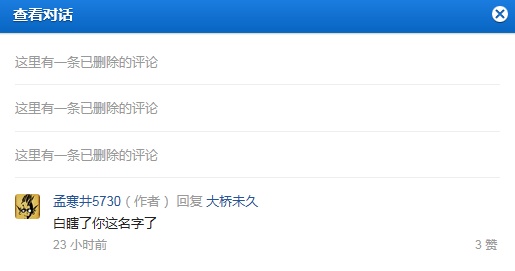 查看对话
这里有一条已删除的评论
这里有一条已删除的评论
这里有一条已删除的评论
孟寒井5730（作者） 回复 大桥未久
白瞎了你这名字了
23 小时前 3 赞